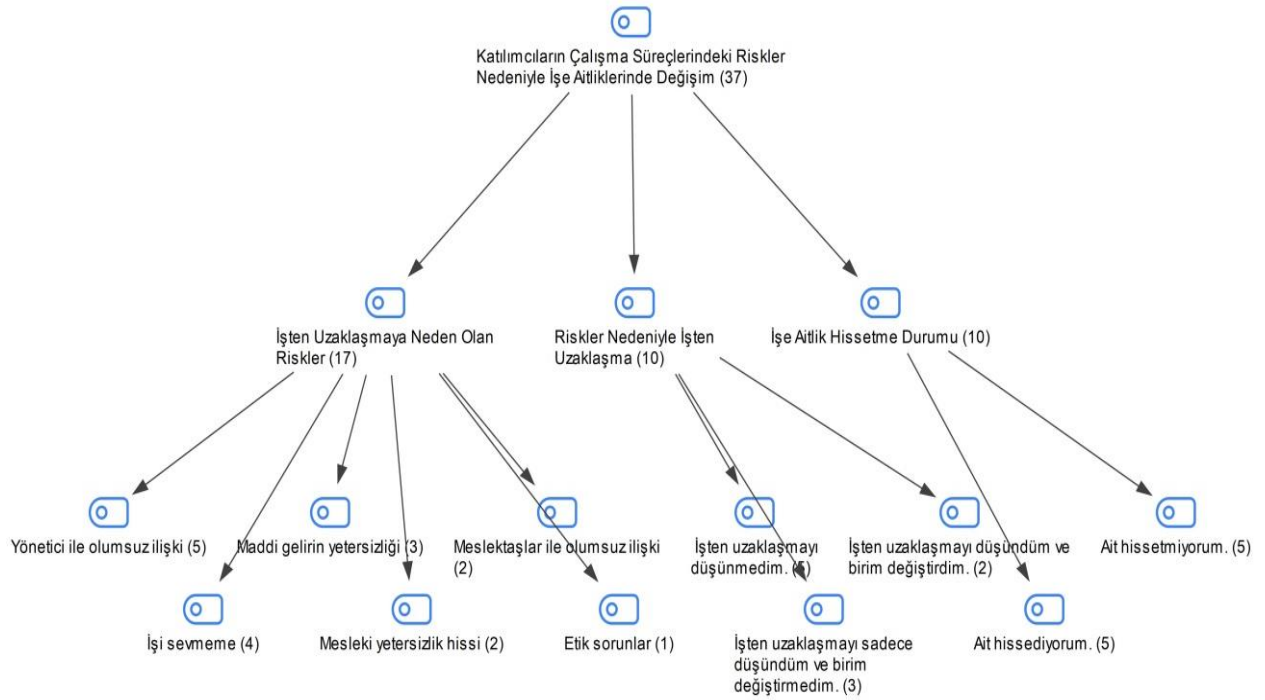 Katılımcıların Çalışma Süreçlerindeki Riskler
Nedeniyle İşe Aitliklerinde Değişim (37)
İşten Uzaklaşmaya Neden Olan
Riskler (17)
Riskler Nedeniyle İşten
Uzaklaşma (10)
İşe Aitlik Hissetme Durumu (10)
Yönetici ile olumsuz ilişki (5)
Maddi gelirin yetersizliği (3)
Meslektaşlar ile olumsuz ilişki
(2)
İşten uzaklaşmayı
düşünmedim. (5)
İşten uzaklaşmayı düşündüm ve
birim değiştirdim. (2)
Ait hissetmiyorum. (5)
İşi sevmeme (4)
Mesleki yetersizlik hissi (2)
Etik sorunlar (1)
İşten uzaklaşmayı sadece
düşündüm ve birim
değiştirmedim. (3)
Ait hissediyorum. (5)